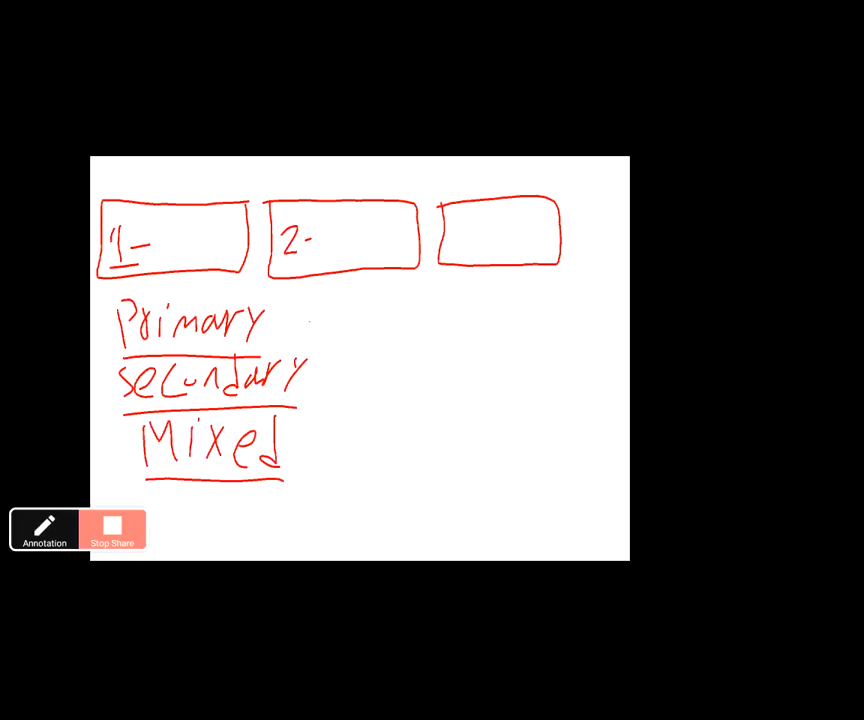 1-
2-
Primary
secondary
Mixed
Annotation
Stop Share